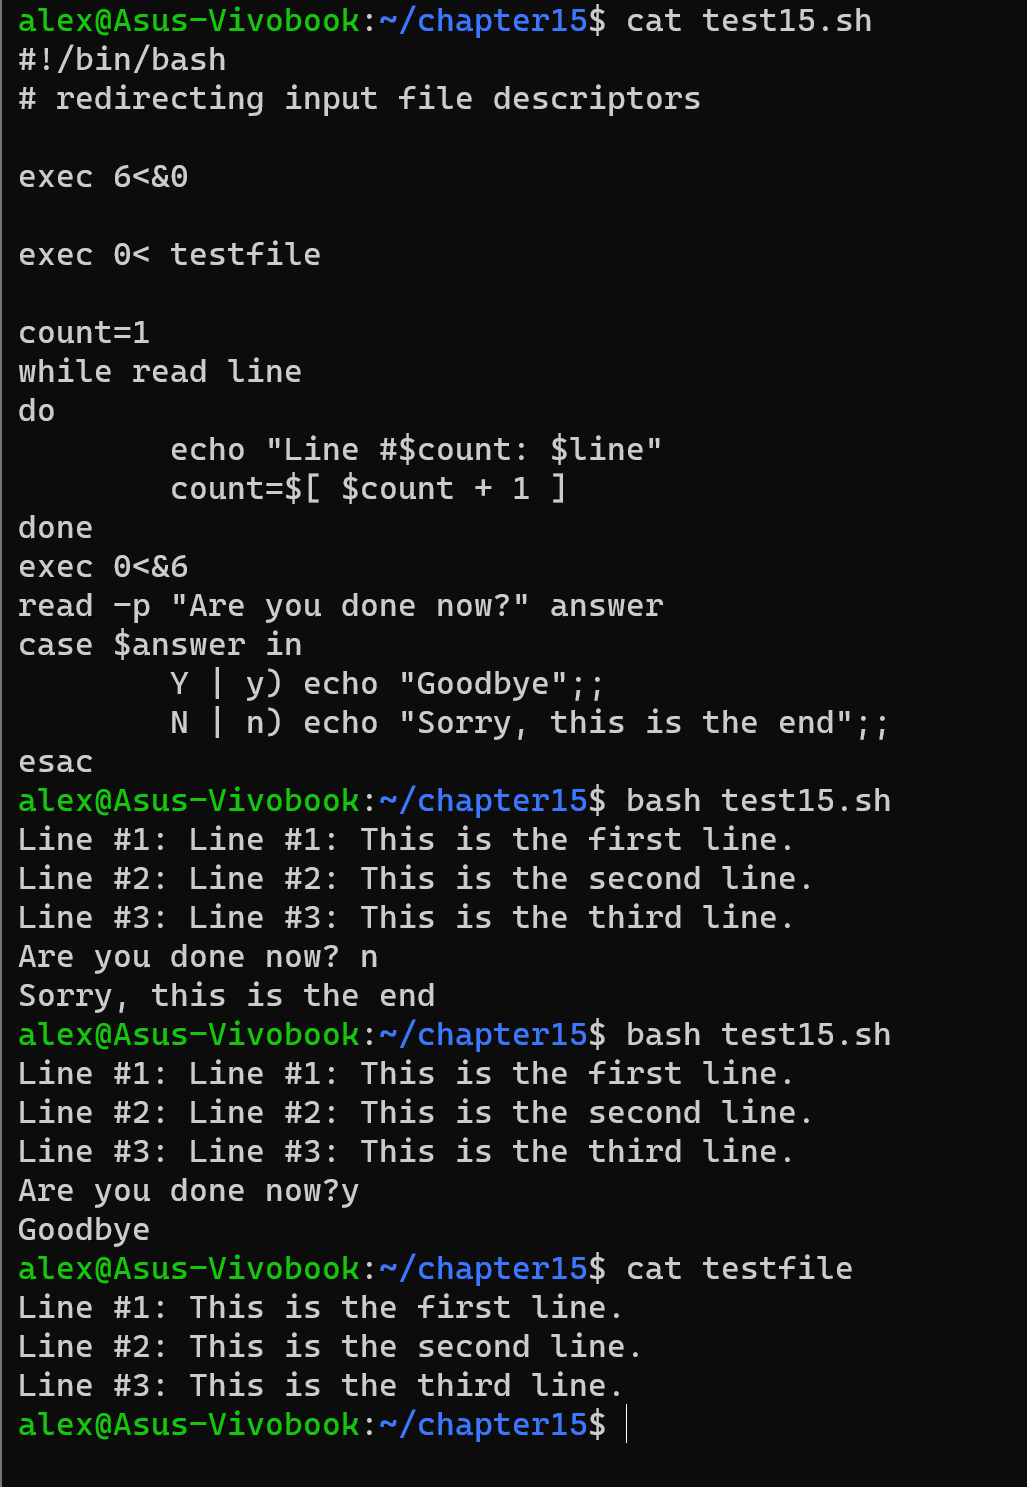 alex@Asus-Vivobook:~/chapter15$ cat test15.sh
#!/bin/bash
# redirecting input file descriptors
exec 6<&0
exec 0< testfile
count=1
while read line
do
        echo "Line #$count: $line"
        count=$[ $count + 1 ]
done
exec 0<&6
read -p "Are you done now?" answer
case $answer in
        Y | y) echo "Goodbye";;
        N | n) echo "Sorry, this is the end";;
esac
alex@Asus-Vivobook:~/chapter15$ bash test15.sh
Line #1: Line #1: This is the first line.
Line #2: Line #2: This is the second line.
Line #3: Line #3: This is the third line.
Are you done now? n
Sorry, this is the end
alex@Asus-Vivobook:~/chapter15$ bash test15.sh
Line #1: Line #1: This is the first line.
Line #2: Line #2: This is the second line.
Line #3: Line #3: This is the third line.
Are you done now?y
Goodbye
alex@Asus-Vivobook:~/chapter15$ cat testfile
Line #1: This is the first line.
Line #2: This is the second line.
Line #3: This is the third line.
alex@Asus-Vivobook:~/chapter15$